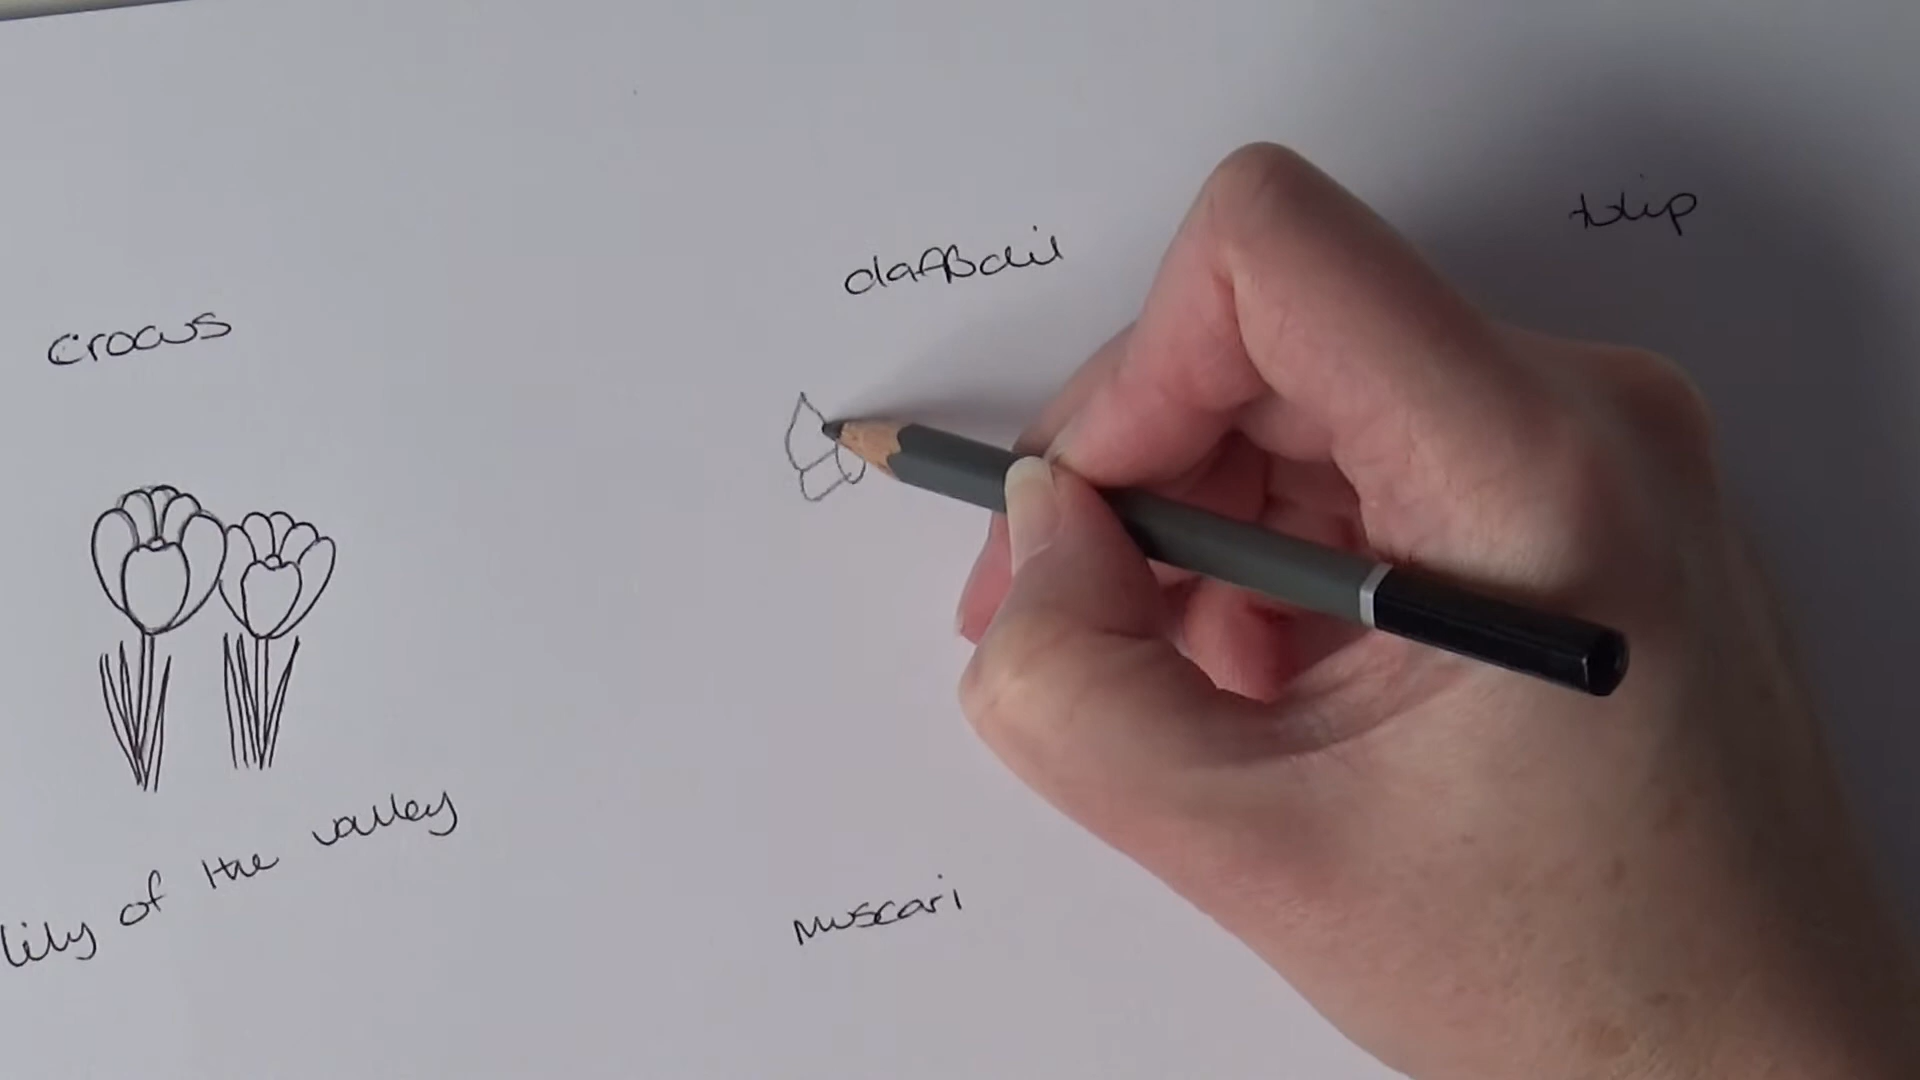 crocus
daffodil
tulip
lily of the valley
muscari